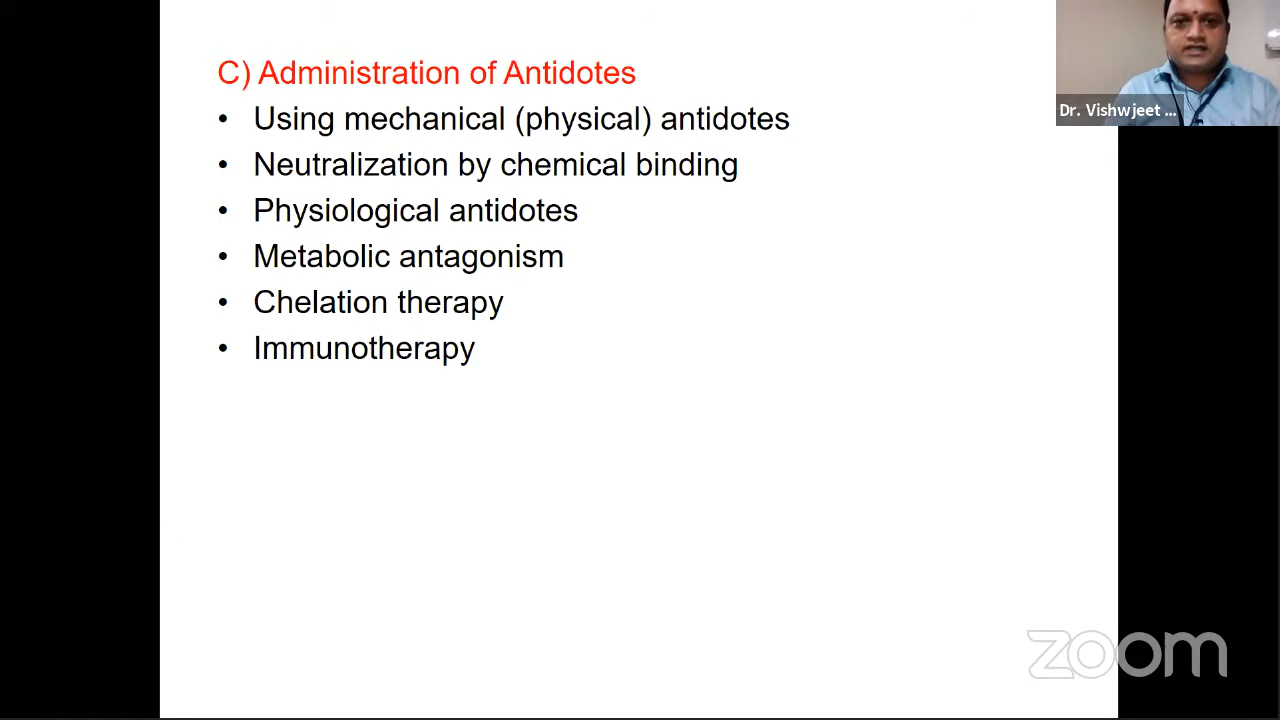 C) Administration of Antidotes
• Using mechanical (physical) antidotes
• Neutralization by chemical binding
• Physiological antidotes
• Metabolic antagonism
• Chelation therapy
• Immunotherapy
Dr. Vishwjeet ...
zoom